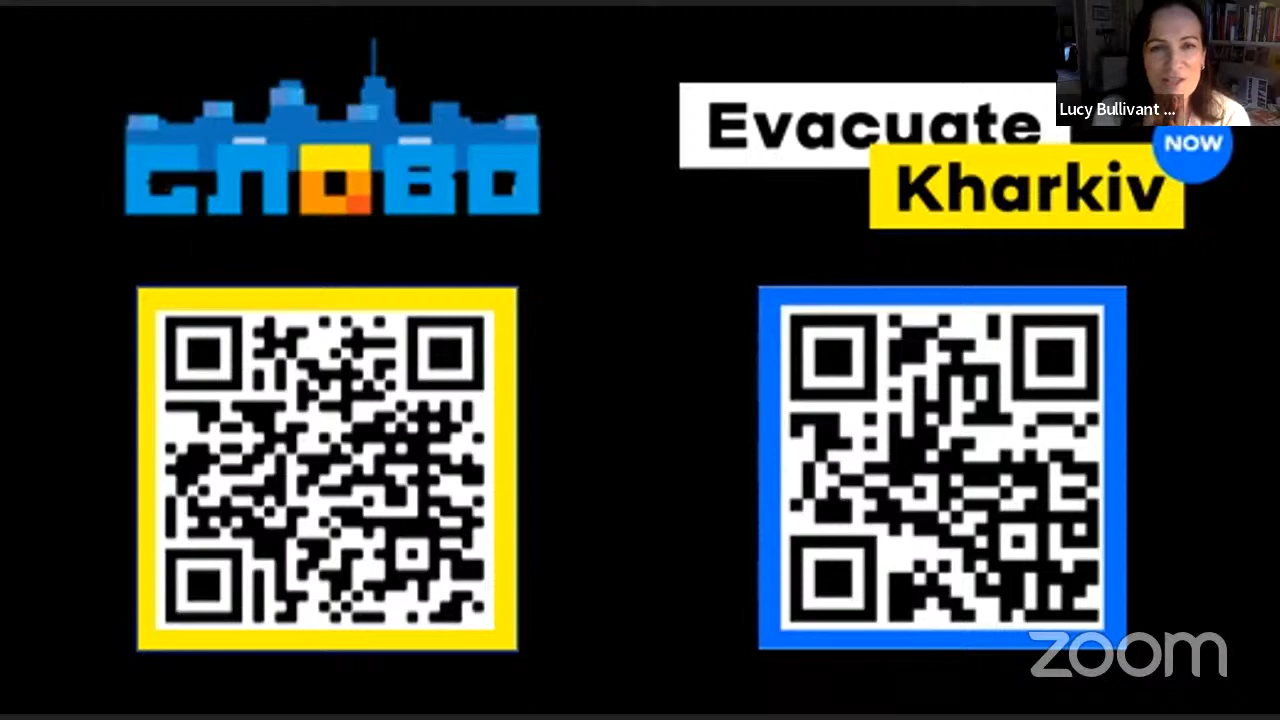 СЛОВО
Evacuate
Kharkiv
NOW
Lucy Bullivant ...
zoom